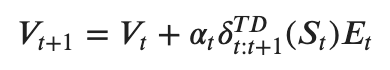 V_{t+1} = V_t + α_t δ^{TD}_{t:t+1}(S_t)E_t